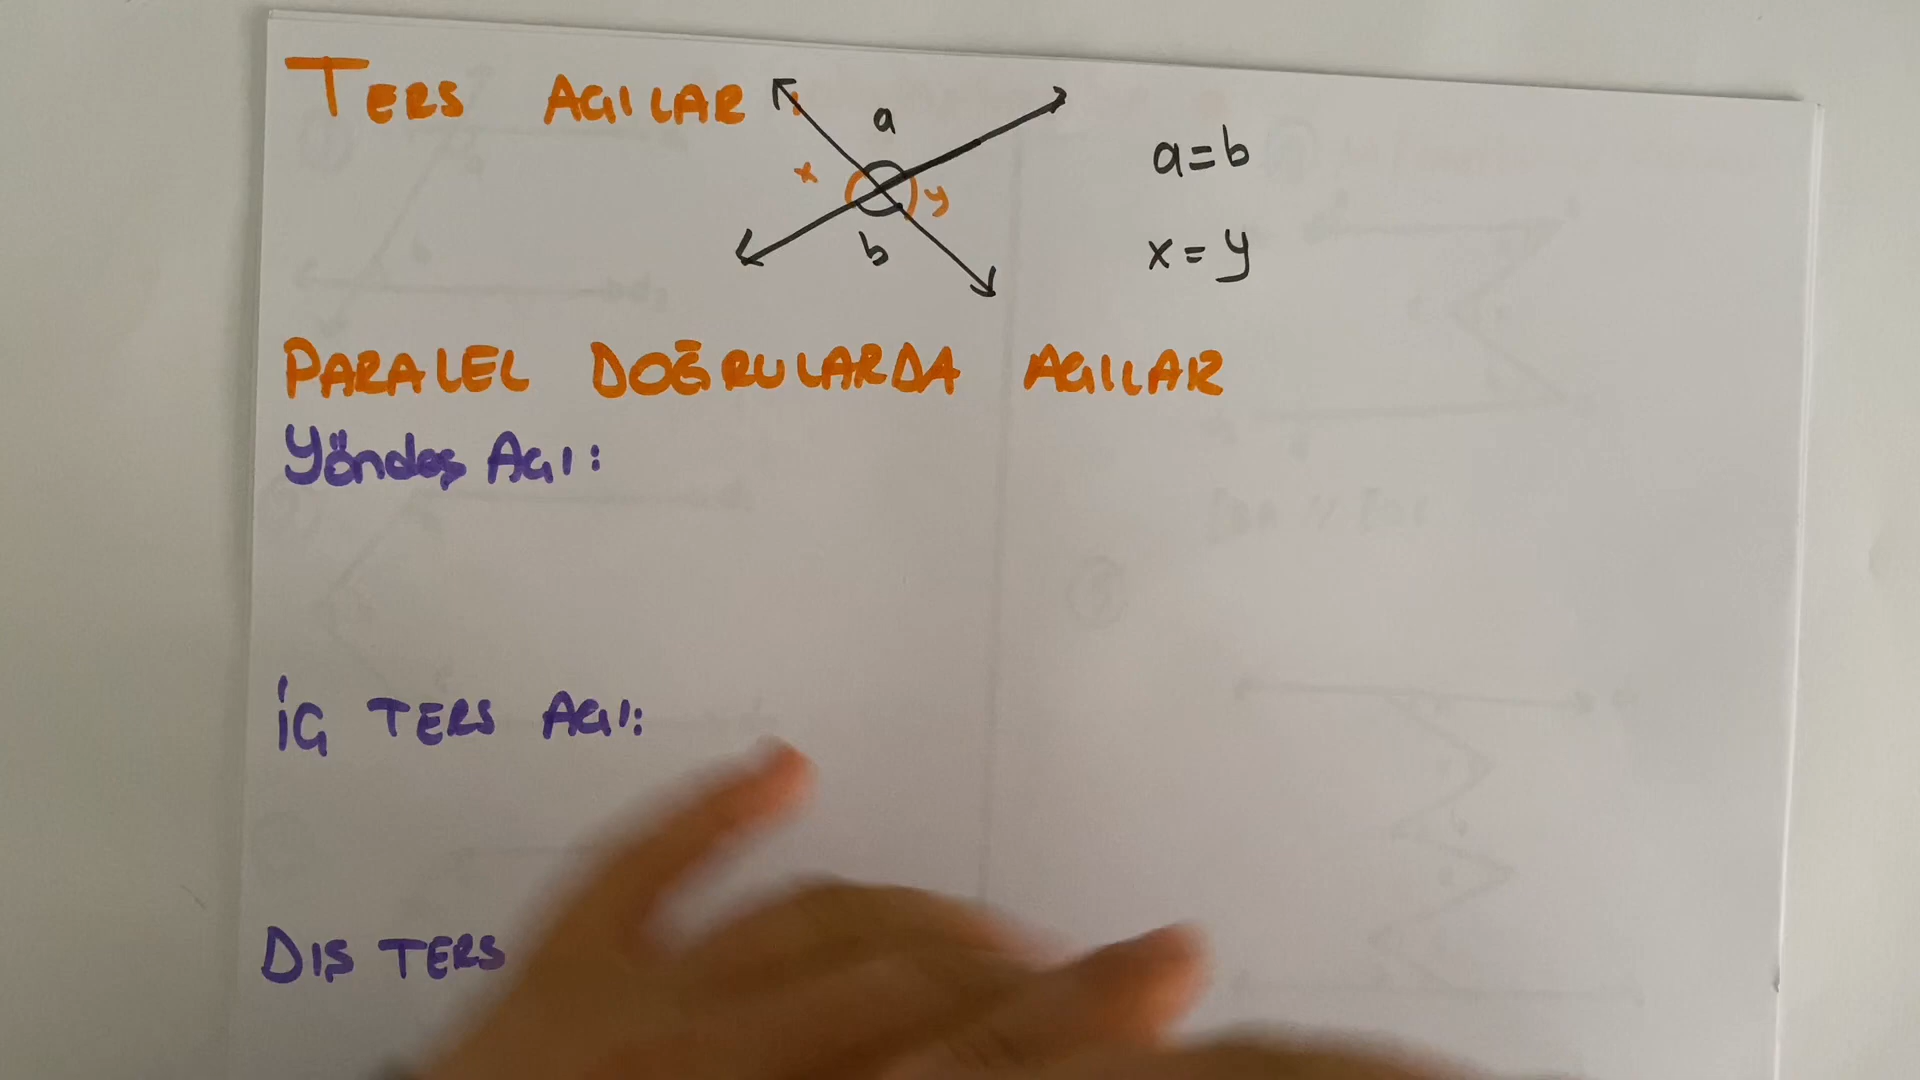 TERS AÇILAR:
a
x
y
b
a=b
x=y
PARALEL DOĞRULARDA AÇILAR
Yöndeş Açı:
İÇ TERS AÇI:
DIŞ TERS